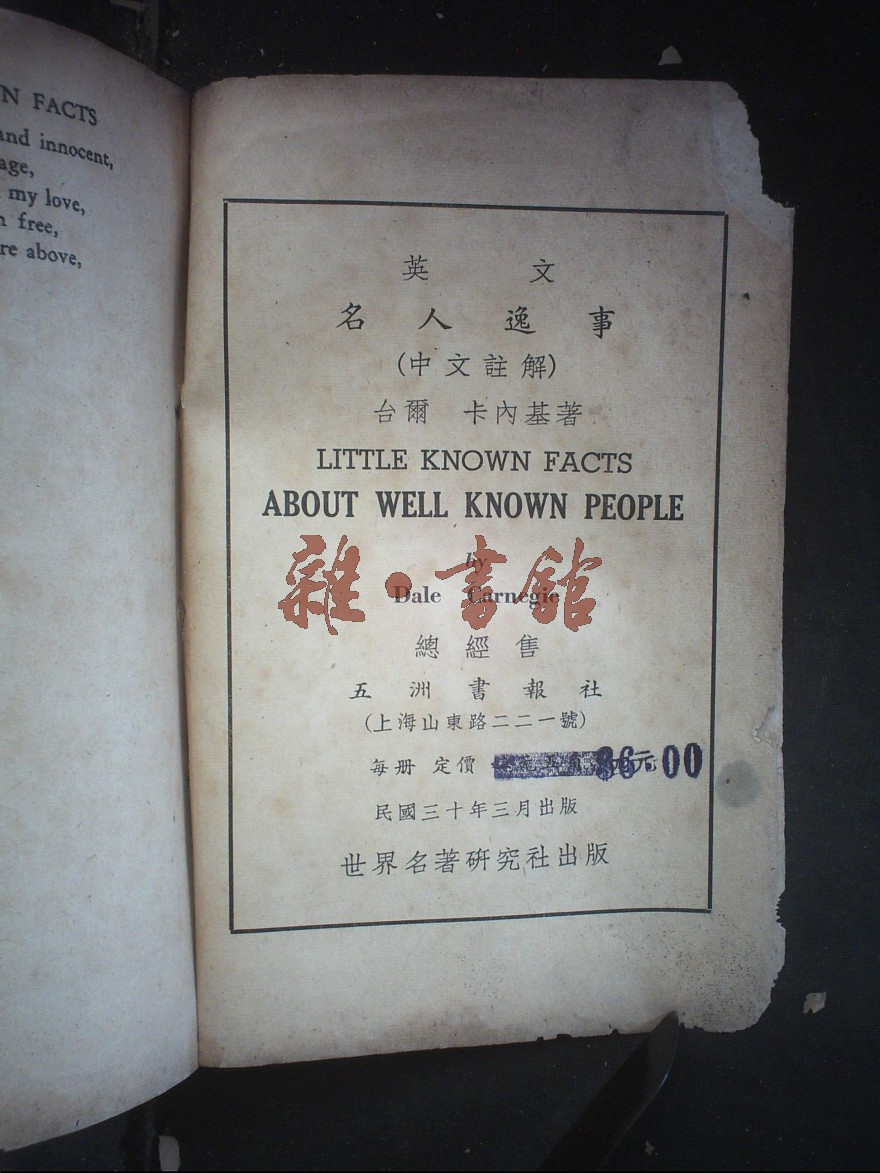 N FACTS
and innocent,
age,
my love,
free,
re above,
英 文
名人逸事
(中文註解)
台爾 卡內基著
LITTLE KNOWN FACTS
ABOUT WELL KNOWN PEOPLE
by
Dale Carnegie
雜·書館
總經售
五洲書報社
(上海山東路二二一號)
每册 定價 36.00 元
民國三十年三月出版
世界名著研究社出版